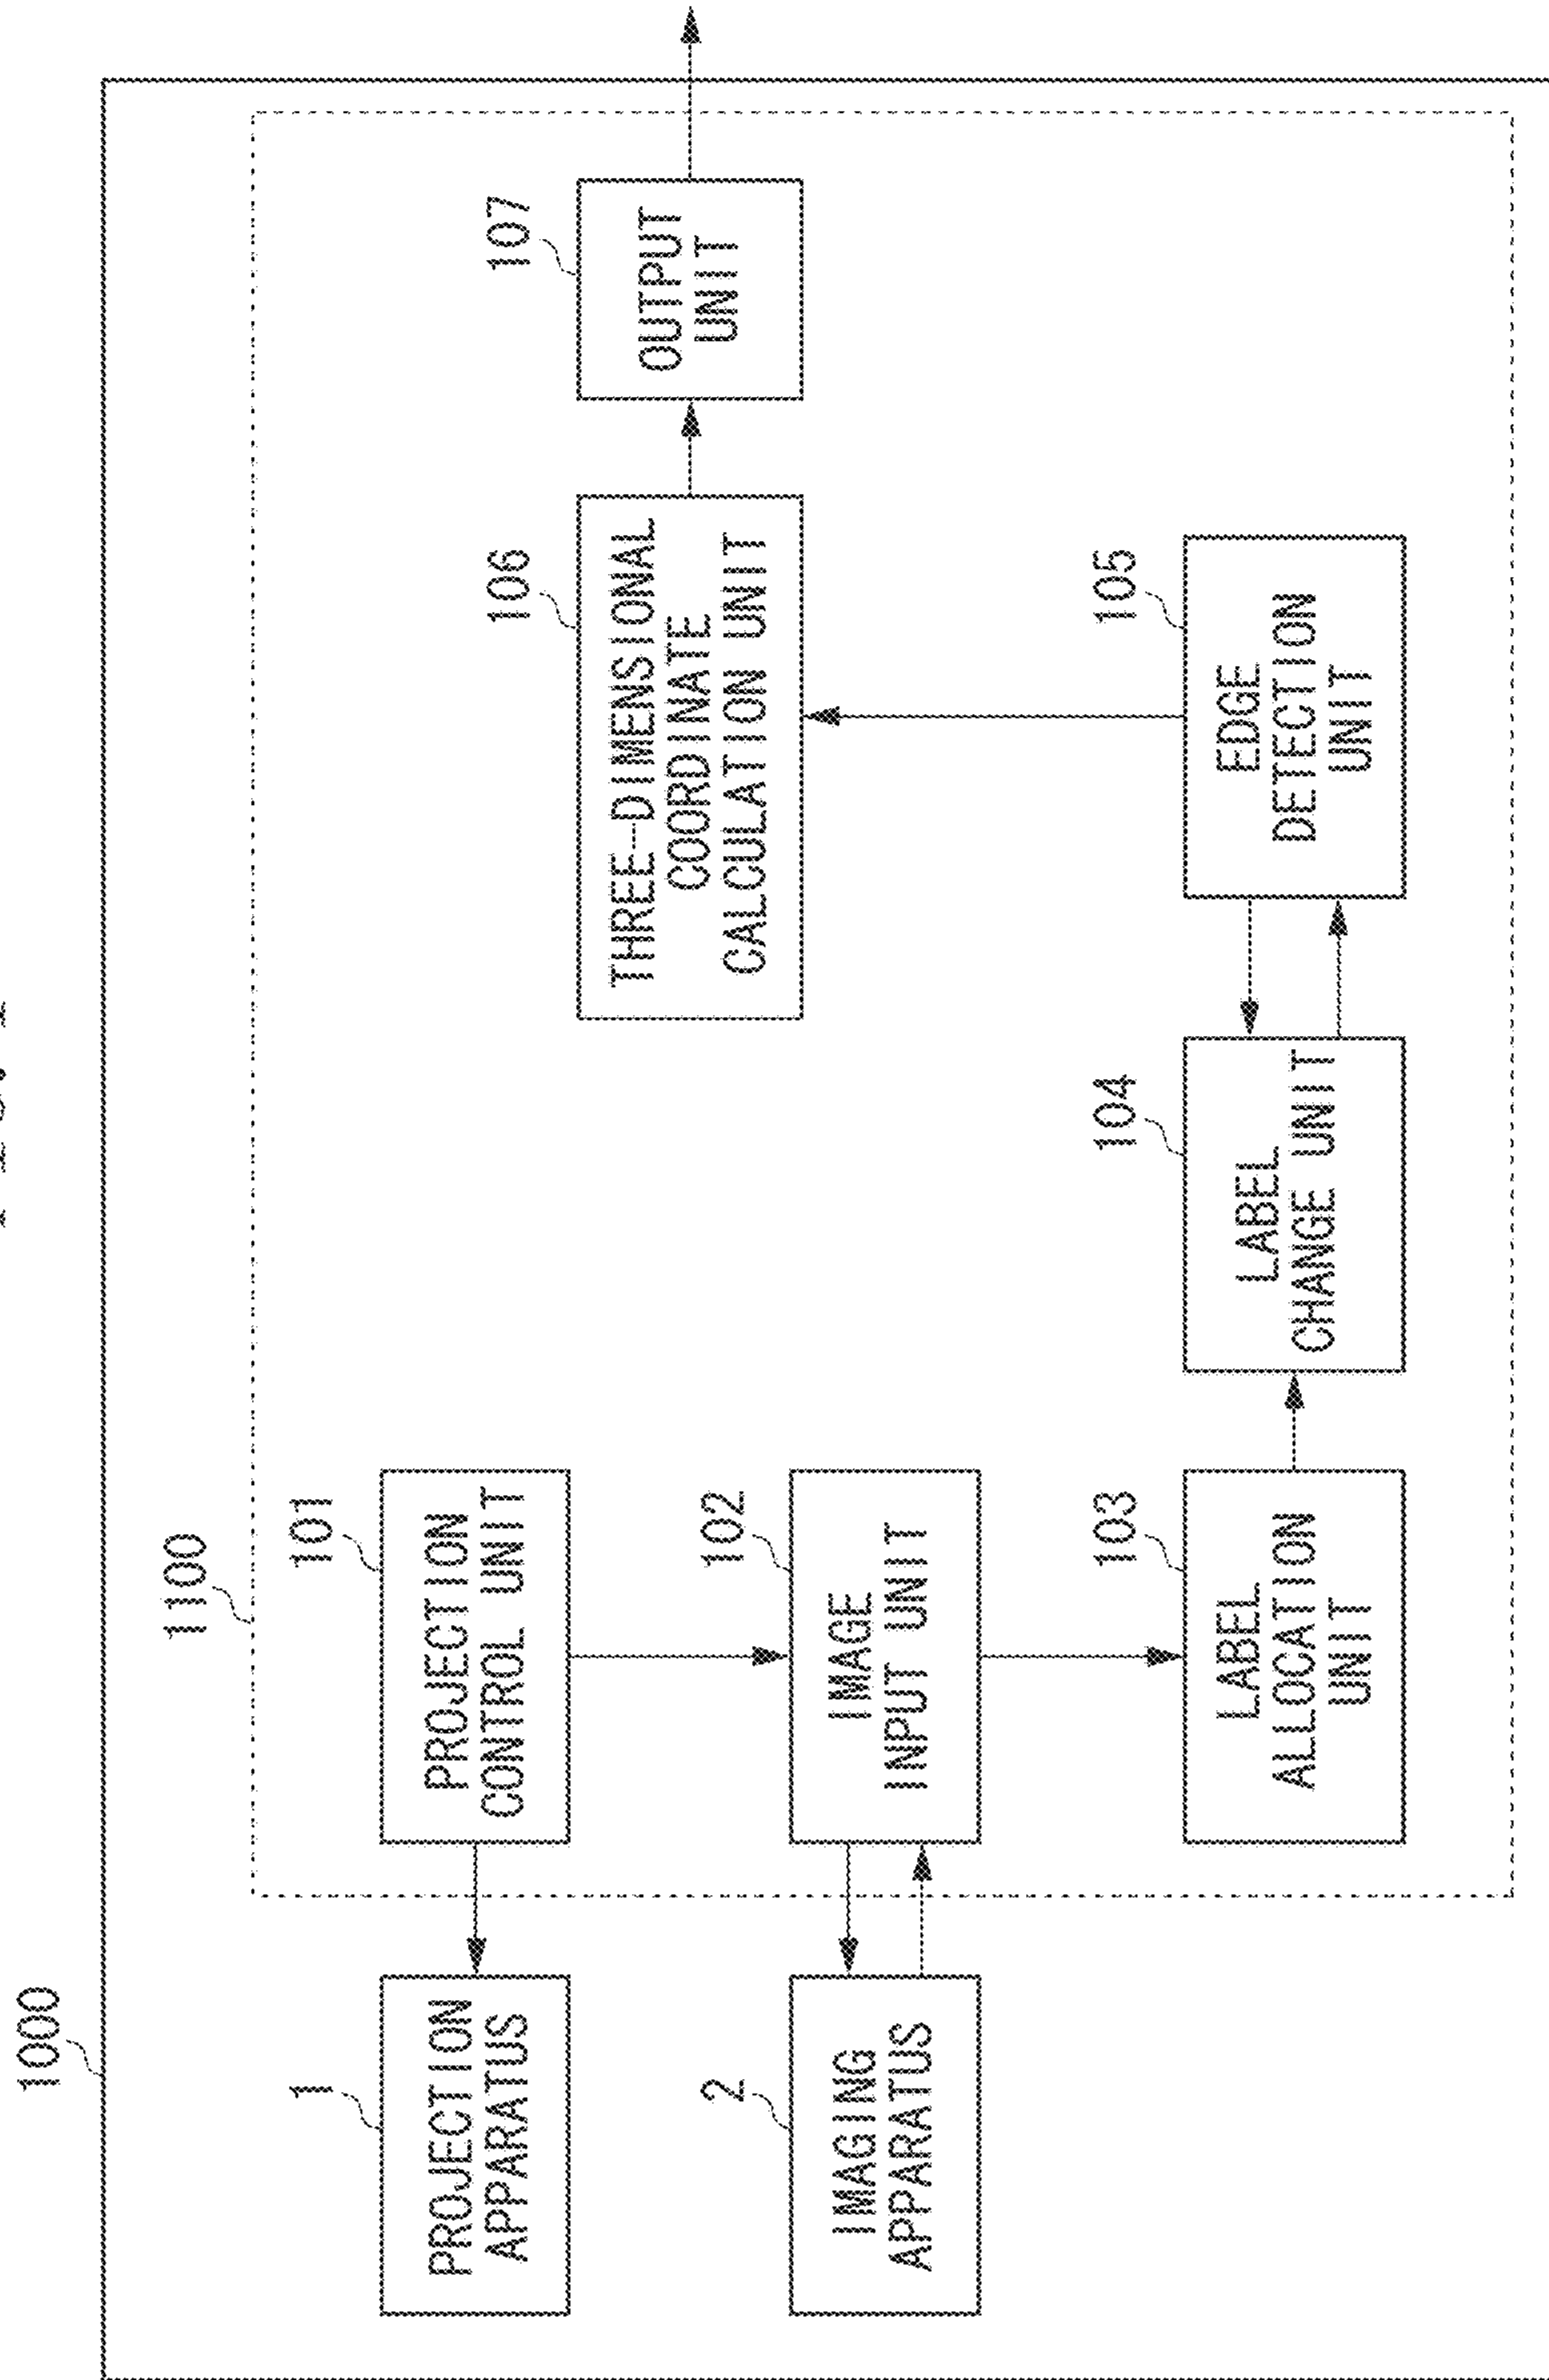 1000
1100
1
PROJECTION
APPARATUS
101
PROJECTION
CONTROL UNIT
2
IMAGING
APPARATUS
102
IMAGE
INPUT UNIT
103
LABEL
ALLOCATION
UNIT
104
LABEL
CHANGE UNIT
105
EDGE
DETECTION
UNIT
106
THREE-DIMENSIONAL
COORDINATE
CALCULATION UNIT
107
OUTPUT
UNIT